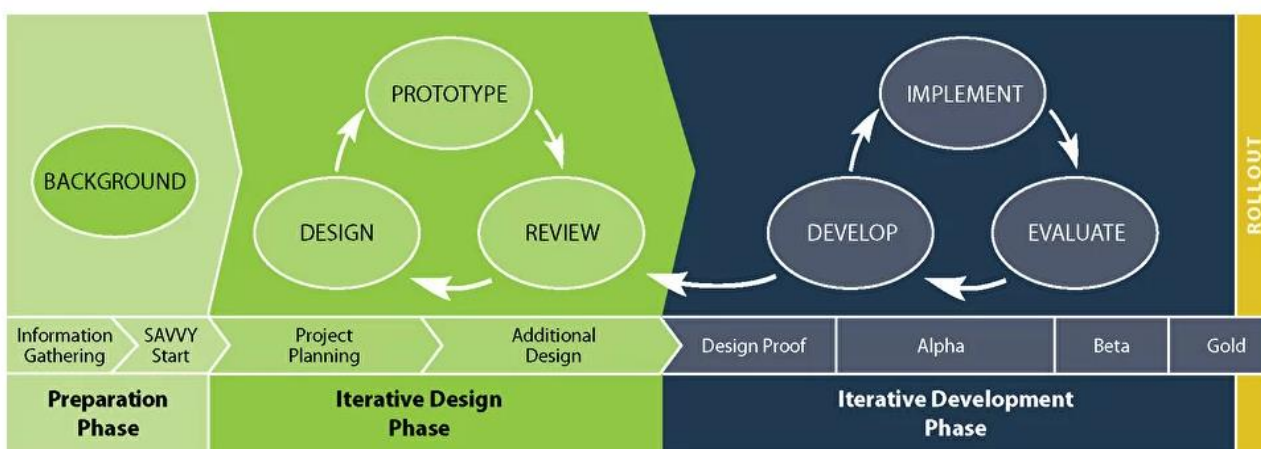 PROTOTYPE
IMPLEMENT
BACKGROUND
DESIGN
REVIEW
DEVELOP
EVALUATE
ROLLOUT
Information
Gathering
SAVVY
Start
Project
Planning
Additional
Design
Design Proof
Alpha
Beta
Gold
Preparation
Phase
Iterative Design
Phase
Iterative Development
Phase